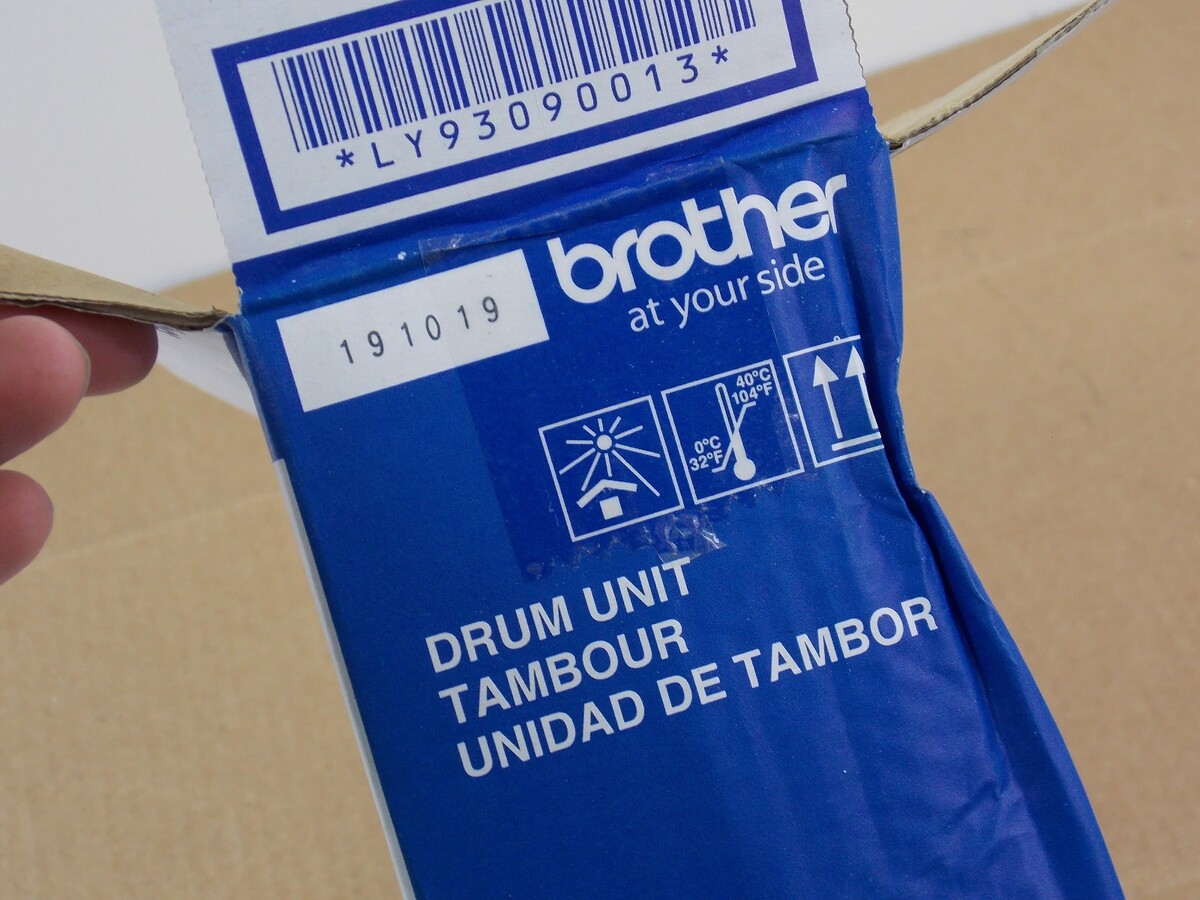 *LY93090013*
brother
at your side
191019
40°C
104°F
0°C
32°F
DRUM UNIT
TAMBOUR
UNIDAD DE TAMBOR